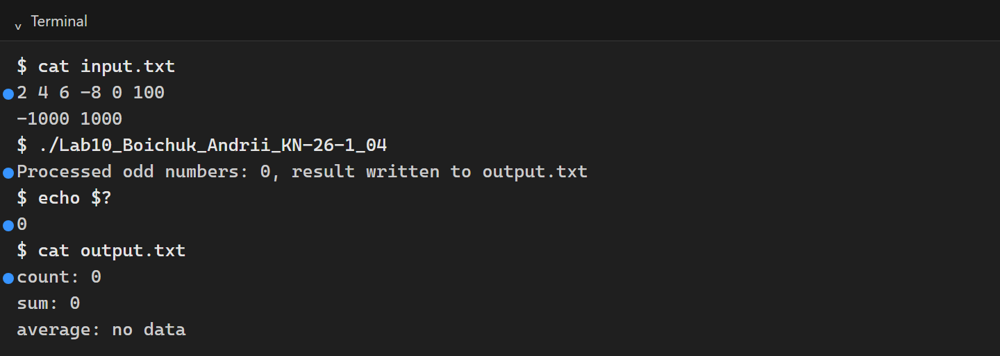 Terminal
$ cat input.txt
2 4 6 -8 0 100
-1000 1000
$ ./Lab10_Boichuk_Andrii_KN-26-1_04
Processed odd numbers: 0, result written to output.txt
$ echo $?
0
$ cat output.txt
count: 0
sum: 0
average: no data